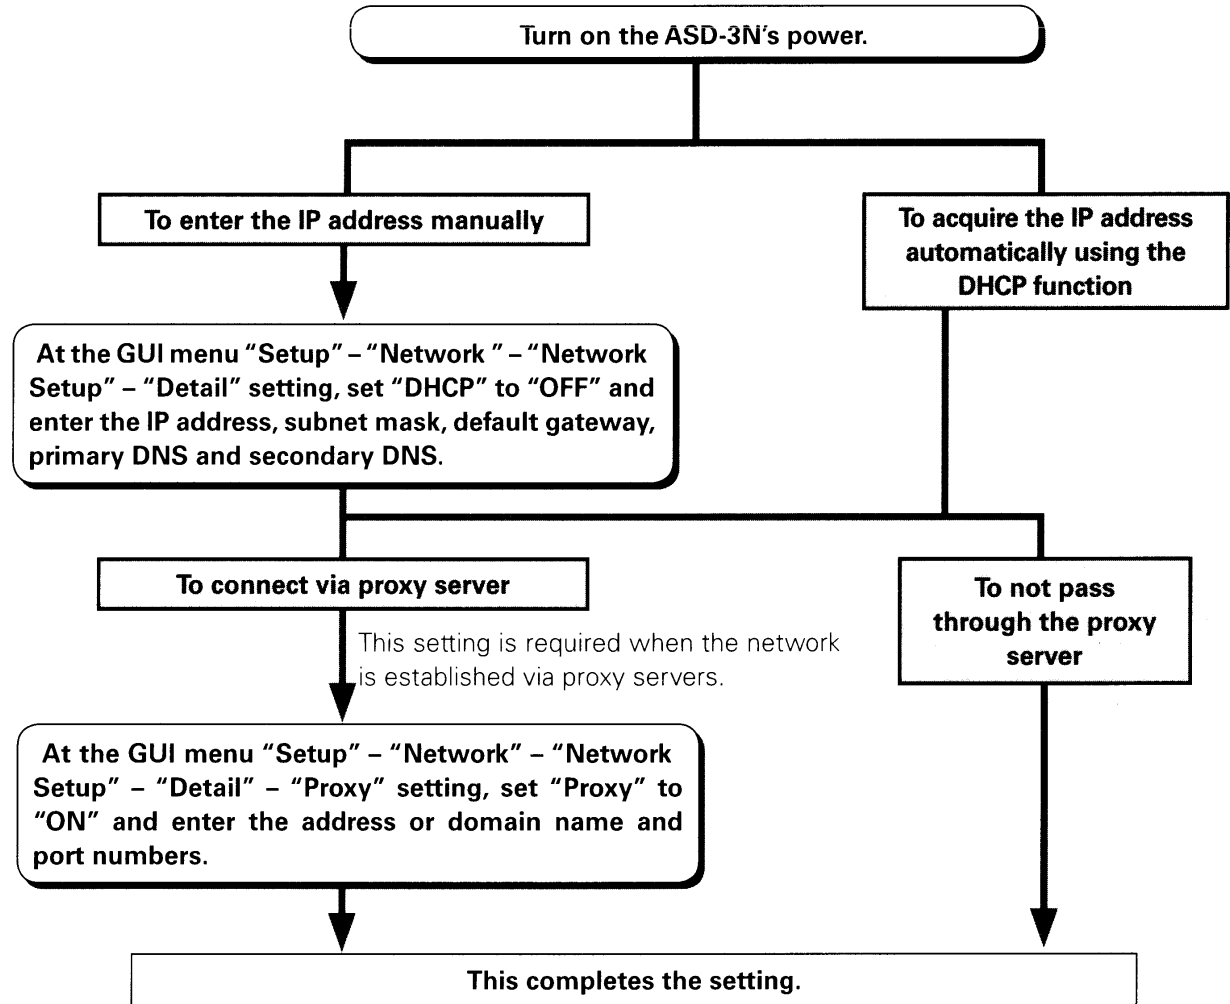 Turn on the ASD-3N's power.
To enter the IP address manually
To acquire the IP address
automatically using the
DHCP function
At the GUI menu “Setup” – “Network ” – “Network
Setup” – “Detail” setting, set “DHCP” to “OFF” and
enter the IP address, subnet mask, default gateway,
primary DNS and secondary DNS.
To connect via proxy server
To not pass
through the proxy
server
This setting is required when the network
is established via proxy servers.
At the GUI menu “Setup” – “Network” – “Network
Setup” – “Detail” – “Proxy” setting, set “Proxy” to
“ON” and enter the address or domain name and
port numbers.
This completes the setting.